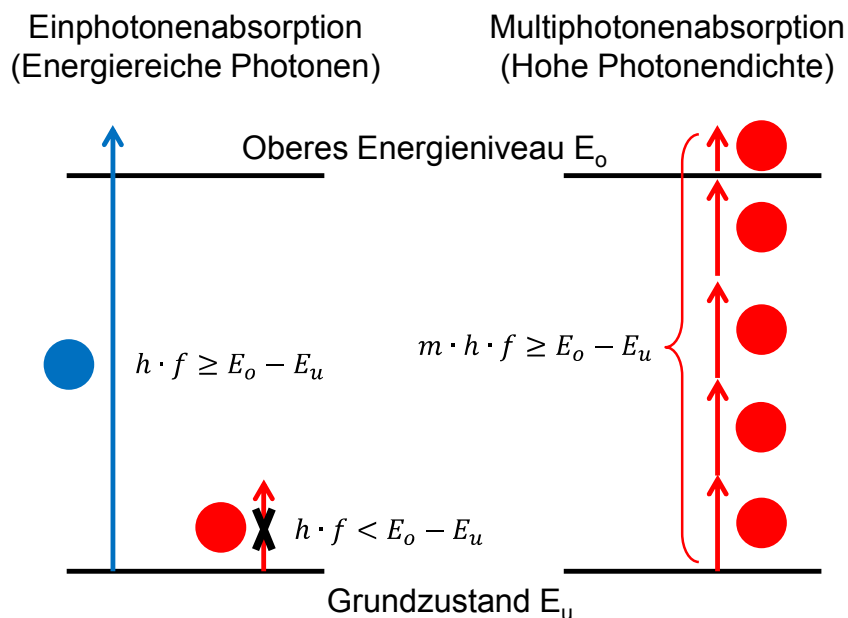 Einphotonenabsorption
(Energiereiche Photonen)
Multiphotonenabsorption
(Hohe Photonendichte)
Oberes Energieniveau Eₒ
h · f ≥ Eₒ − Eᵤ
m · h · f ≥ Eₒ − Eᵤ
h · f < Eₒ − Eᵤ
Grundzustand Eᵤ